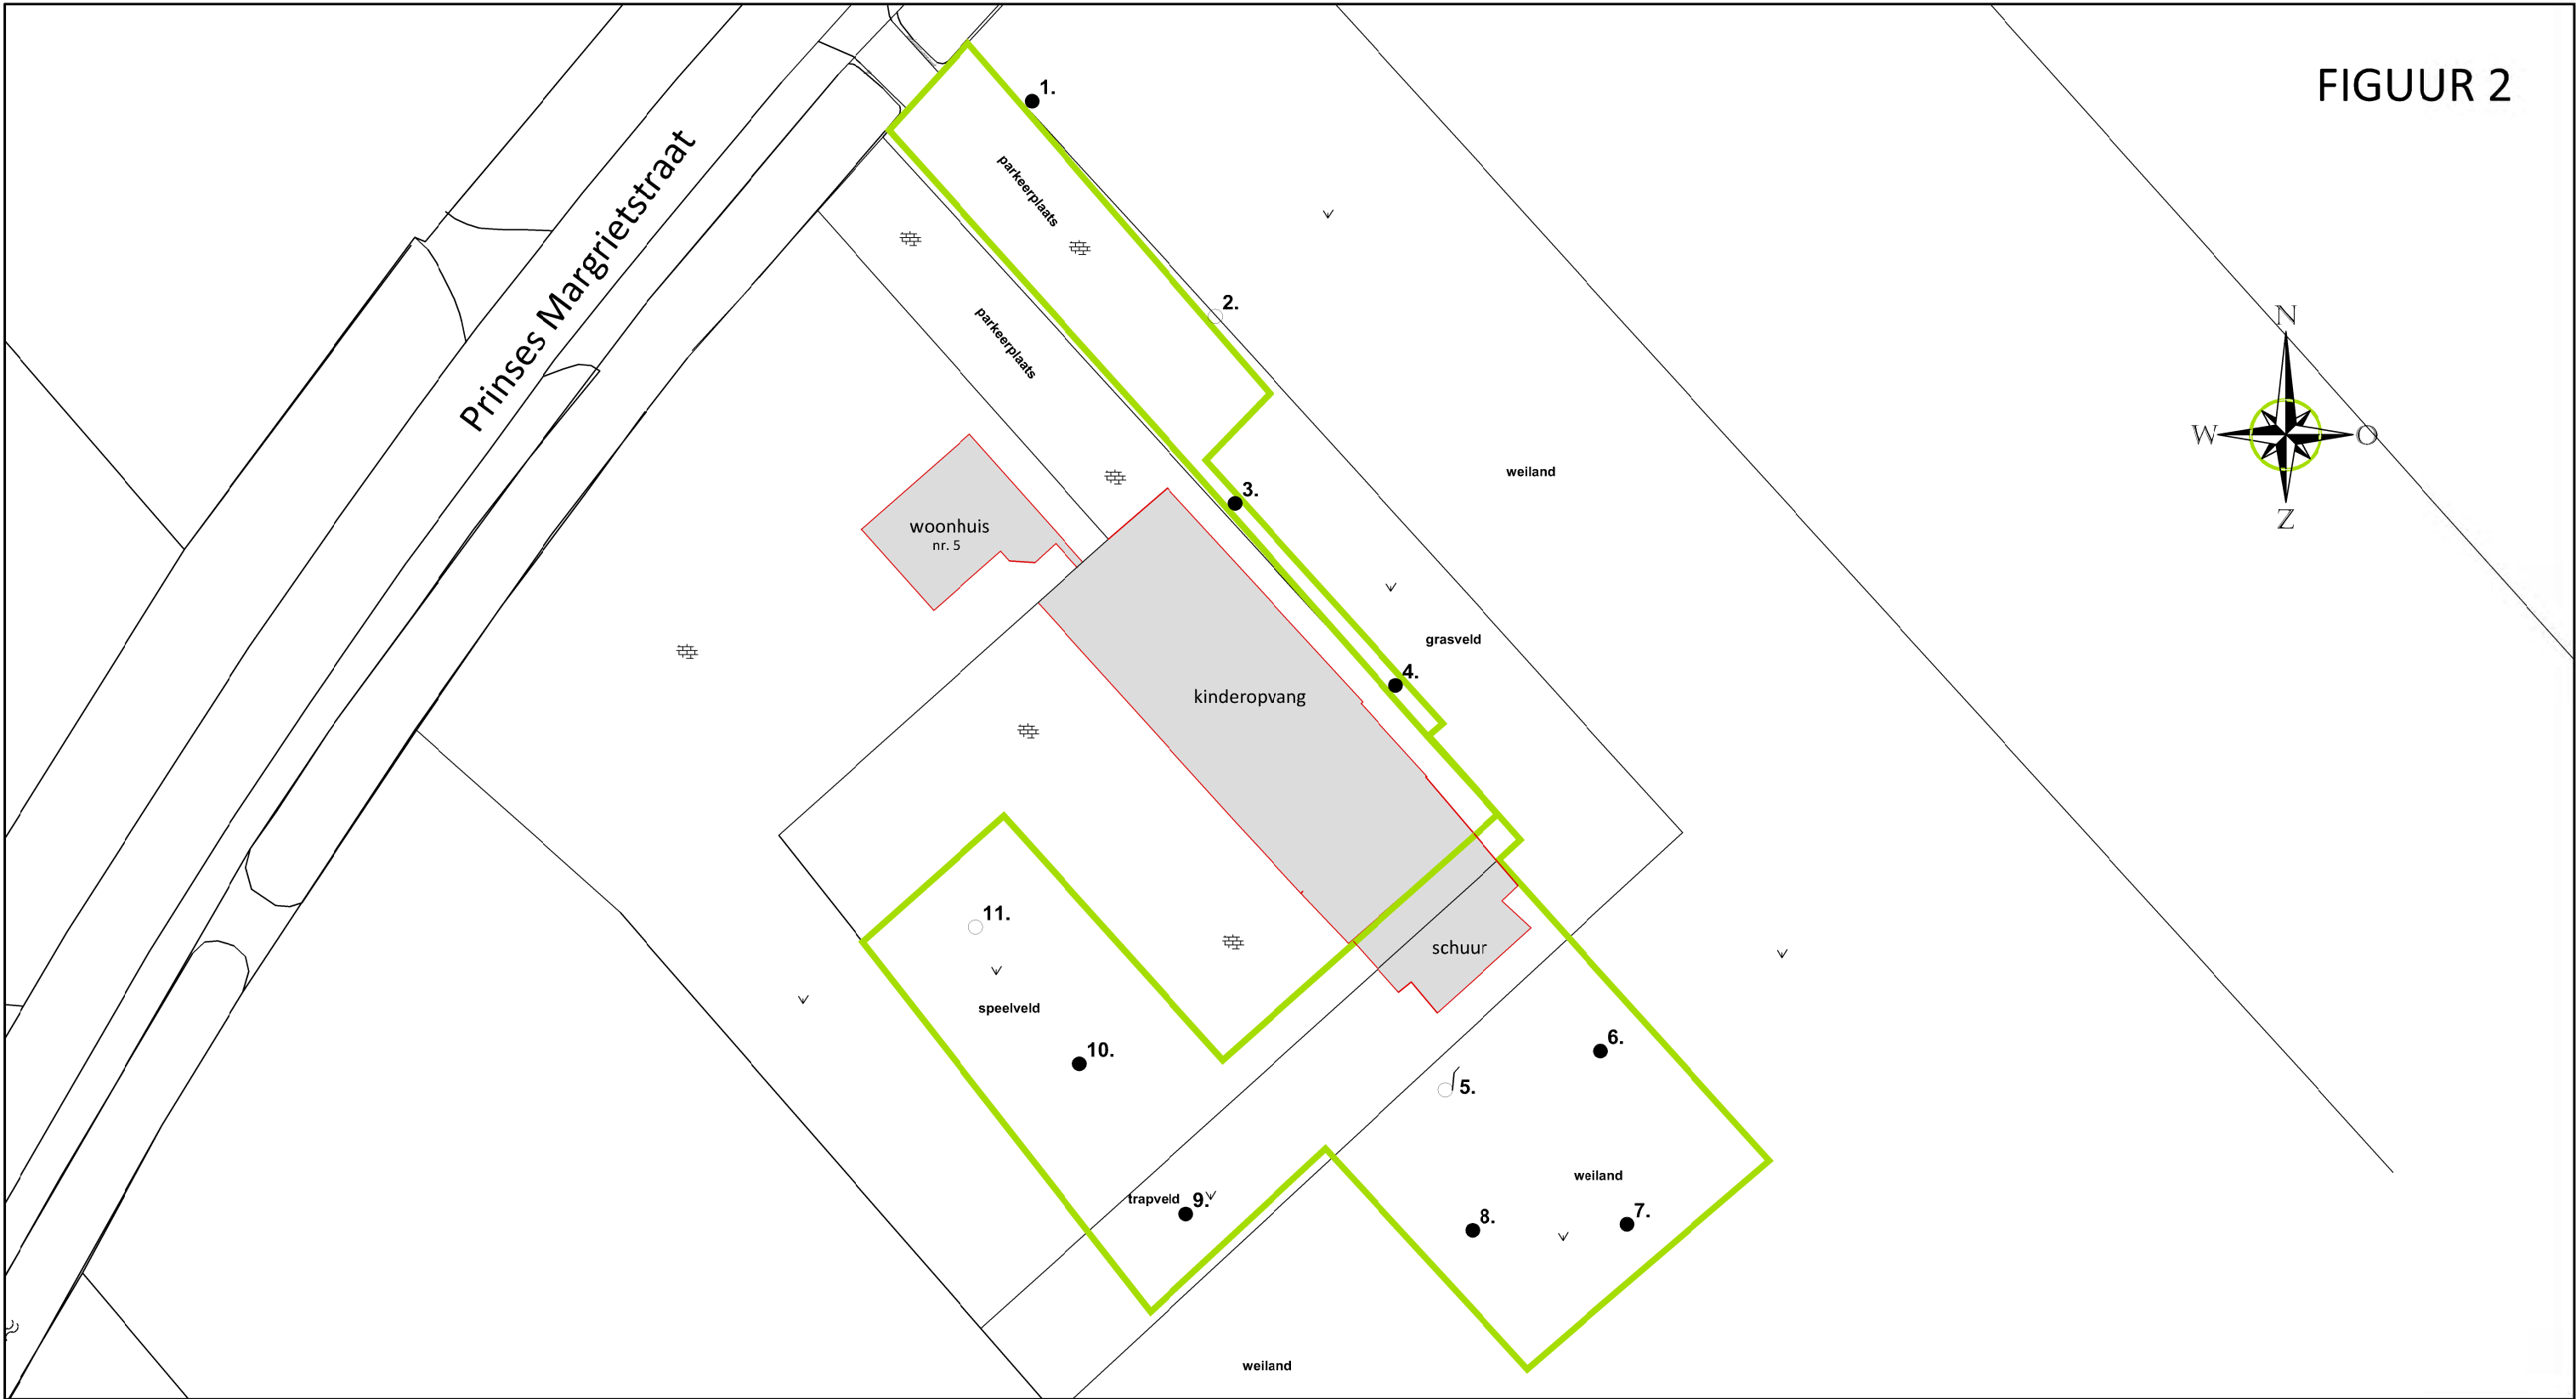 FIGUUR 2
1.
Prinses Margrietstraat
parkeerplaats
2.
parkeerplaats
N
W
O
Z
weiland
3.
woonhuis
nr. 5
grasveld
4.
kinderopvang
11.
schuur
speelveld
6.
10.
5.
weiland
trapveld
9.
8.
7.
weiland